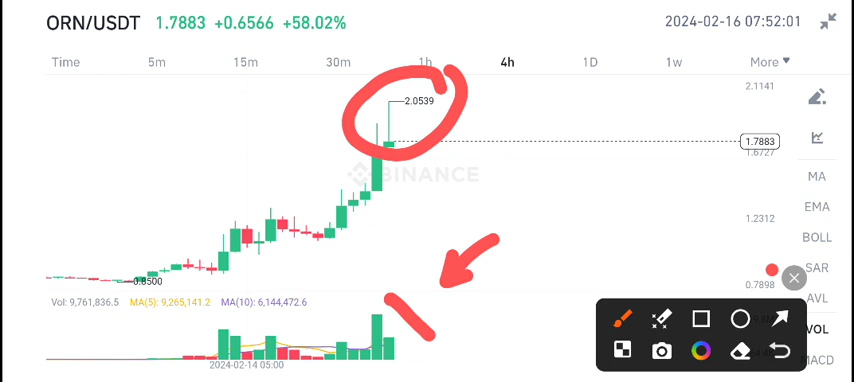 ORN/USDT 1.7883 +0.6566 +58.02% 2024-02-16 07:52:01
Time 5m 15m 30m 1h 4h 1D 1w More
2.1141
2.0539
1.7883
1.6727
BINANCE
MA
EMA
1.2312
BOLL
SAR
0.8500
0.7898
AVL
Vol: 9,761,836.5 MA(5): 9,265,141.2 MA(10): 6,144,472.6
VOL
MACD
2024-02-14 05:00